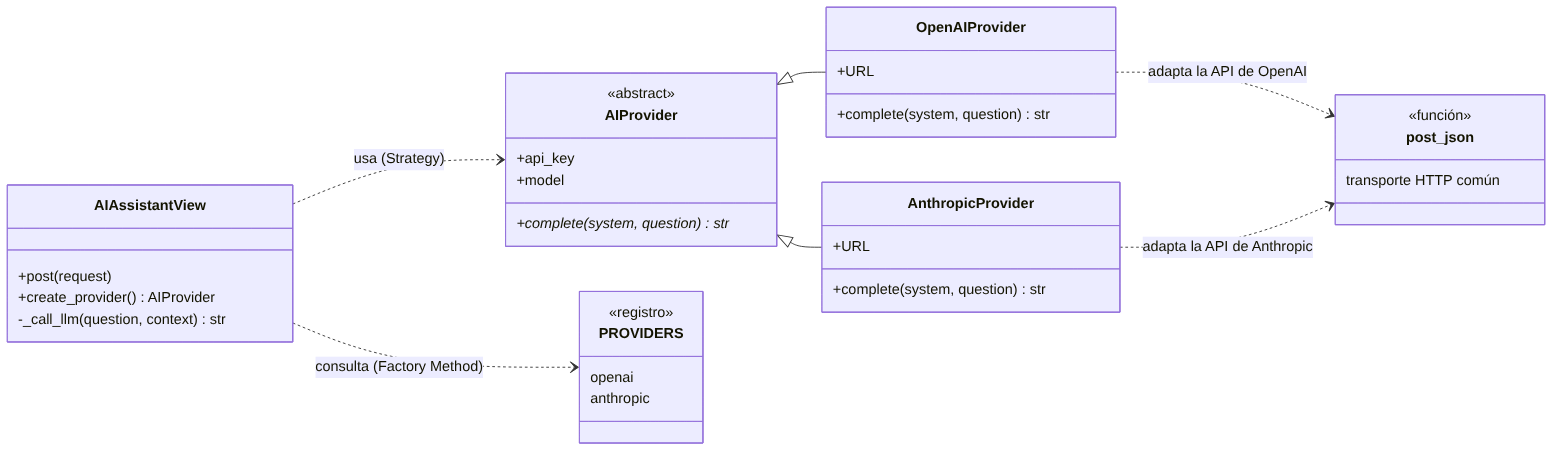 AIAssistantView
+post(request)
+create_provider() : AIProvider
-_call_llm(question, context) : str
usa (Strategy)
consulta (Factory Method)
«abstract»
AIProvider
+api_key
+model
+complete(system, question) : str
«registro»
PROVIDERS
openai
anthropic
OpenAIProvider
+URL
+complete(system, question) : str
AnthropicProvider
+URL
+complete(system, question) : str
adapta la API de OpenAI
adapta la API de Anthropic
«función»
post_json
transporte HTTP común